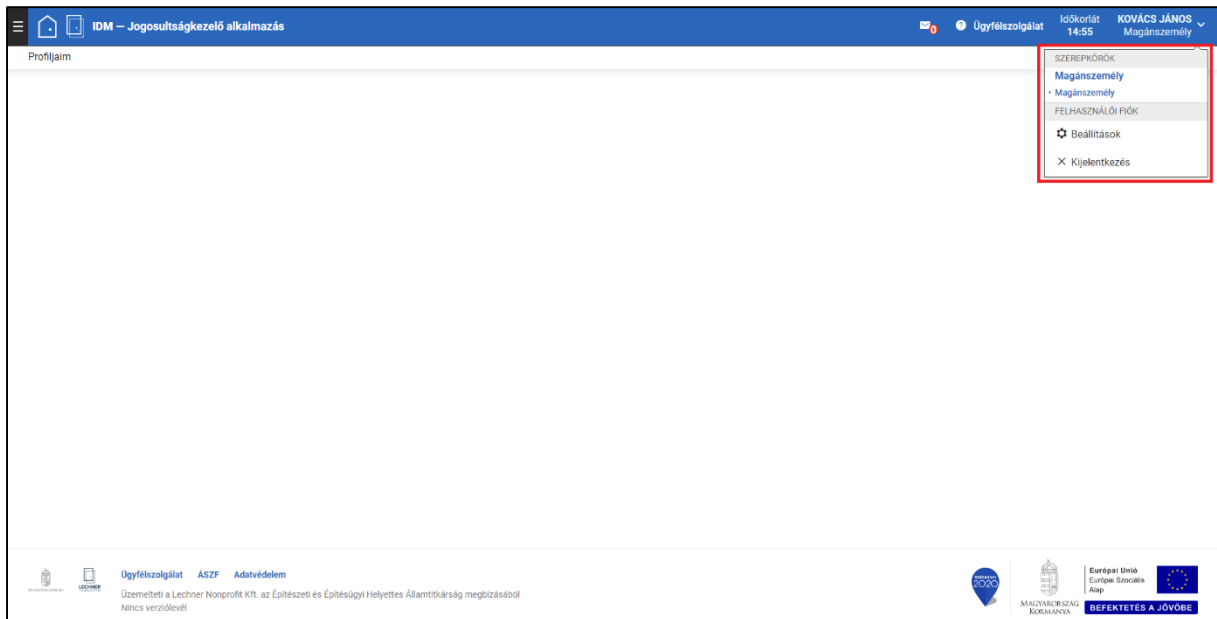 IDM — Jogosultságkezelő alkalmazás
0
Ügyfélszolgálat
Időkorlát
14:55
KOVÁCS JÁNOS
Magánszemély
Profiljaim
SZEREPKÖRÖK
Magánszemély
• Magánszemély
FELHASZNÁLÓI FIÓK
Beállítások
Kijelentkezés
LECHNER
Ügyfélszolgálat ÁSZF Adatvédelem
Üzemelteti a Lechner Nonprofit Kft. az Építészeti és Építésügyi Helyettes Államtitkárság megbízásából
Nincs verziólevél
2020
MAGYARORSZÁG
KORMÁNYA
Európai Unió
Európai Szociális
Alap
BEFEKTETÉS A JÖVŐBE